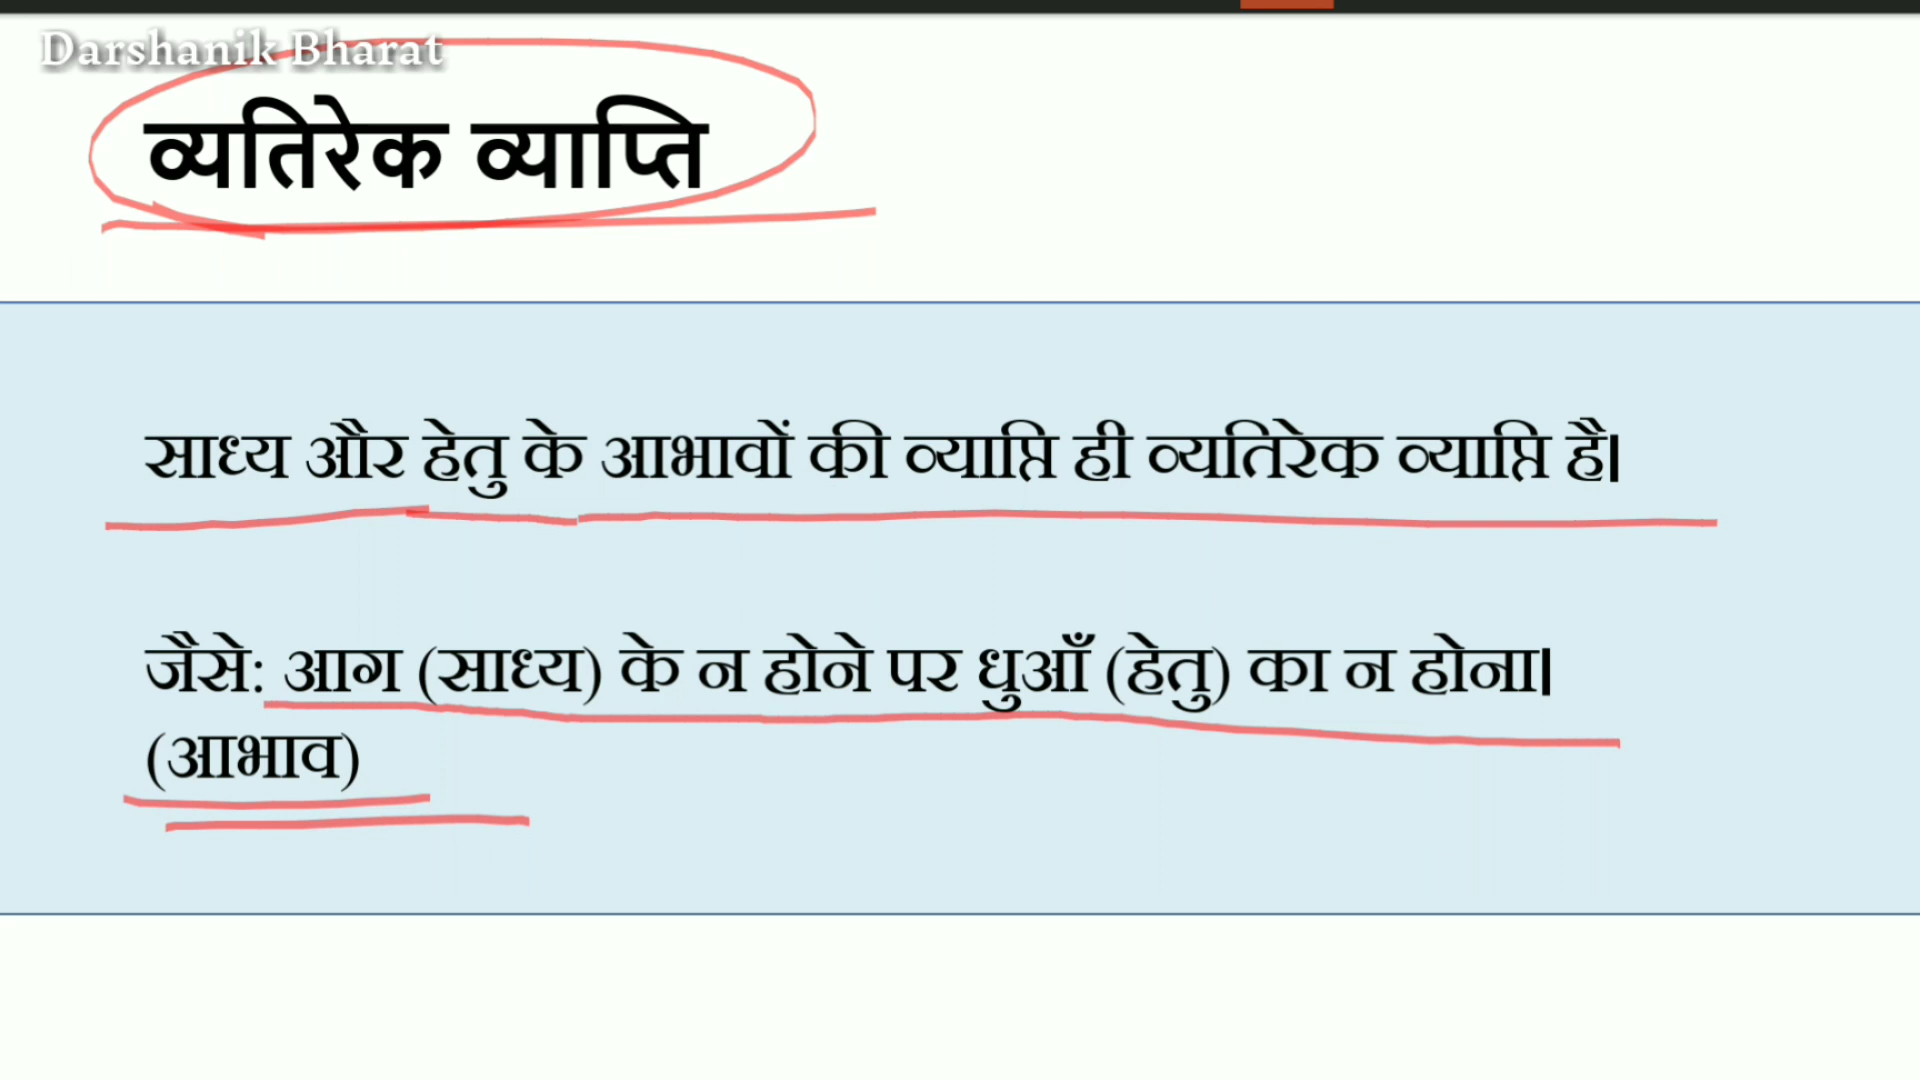 Darshanik Bharat
व्यतिरेक व्याप्ति
साध्य और हेतु के आभावों की व्याप्ति ही व्यतिरेक व्याप्ति है।
जैसे: आग (साध्य) के न होने पर धुआँ (हेतु) का न होना।
(आभाव)